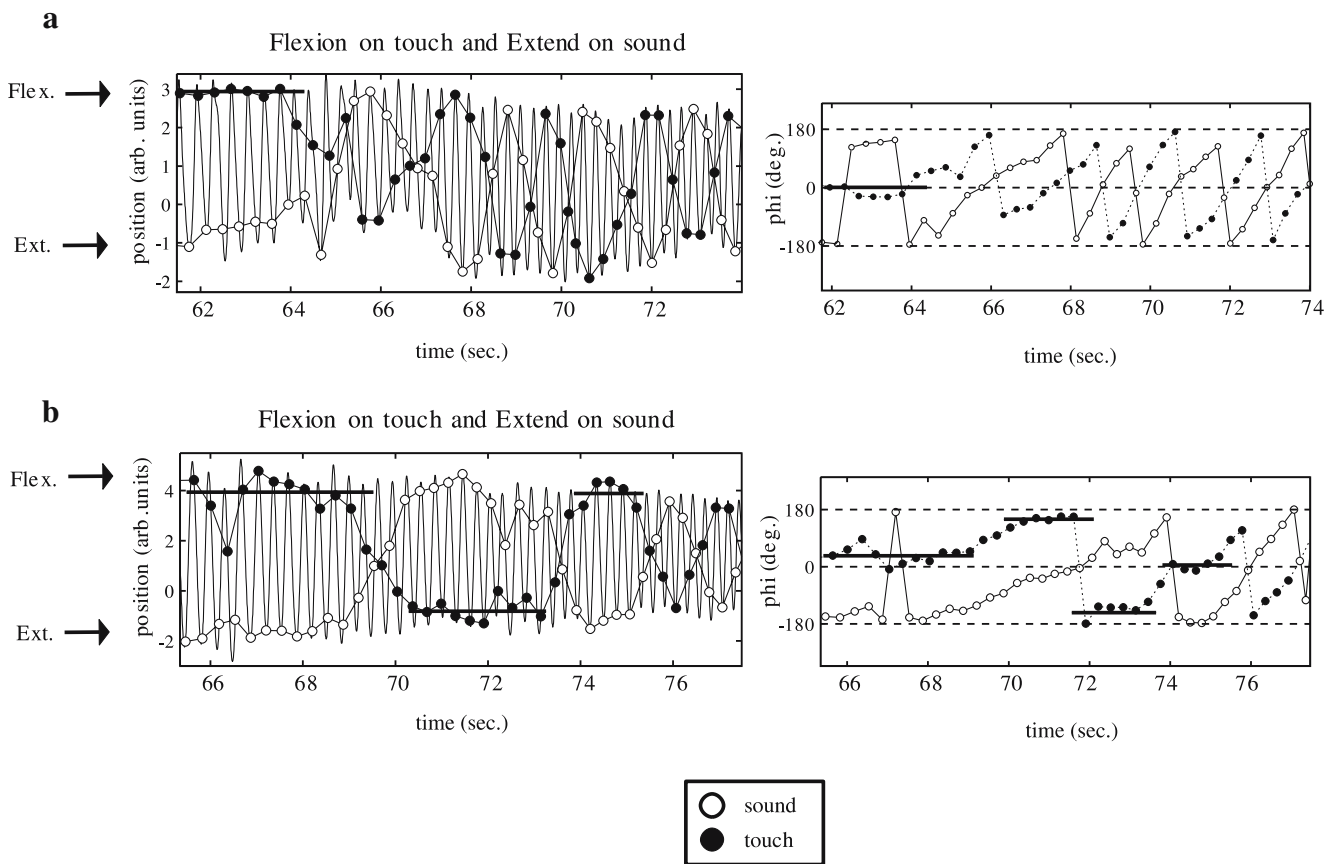 a
Flexion on touch and Extend on sound
Flex.
Ext.
position (arb. units)
3
2
1
0
-1
-2
62 64 66 68 70 72
time (sec.)
phi (deg.)
180
0
-180
62 64 66 68 70 72 74
time (sec.)
b
Flexion on touch and Extend on sound
Flex.
Ext.
position (arb .units)
4
2
0
-2
66 68 70 72 74 76
time (sec.)
phi (deg.)
180
0
-180
66 68 70 72 74 76
time (sec.)
sound
touch